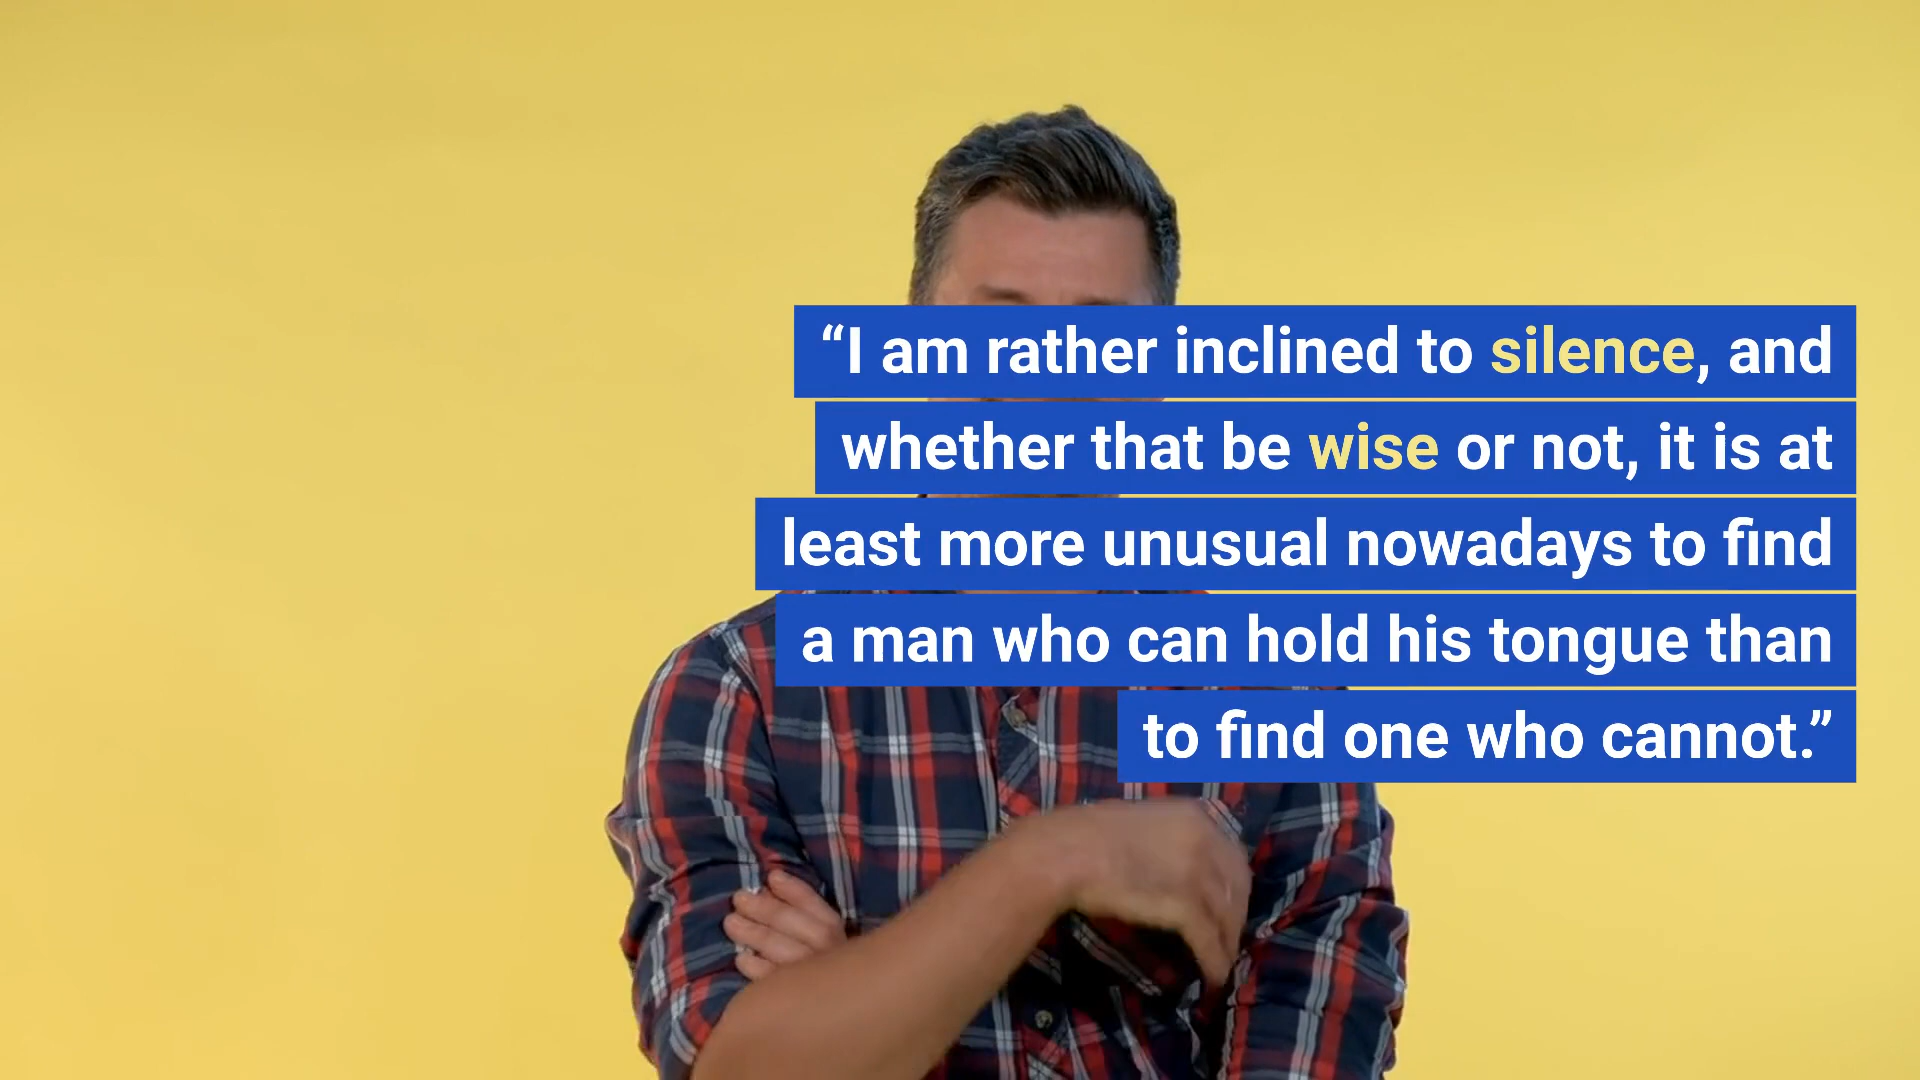 “I am rather inclined to silence, and
whether that be wise or not, it is at
least more unusual nowadays to find
a man who can hold his tongue than
to find one who cannot.”